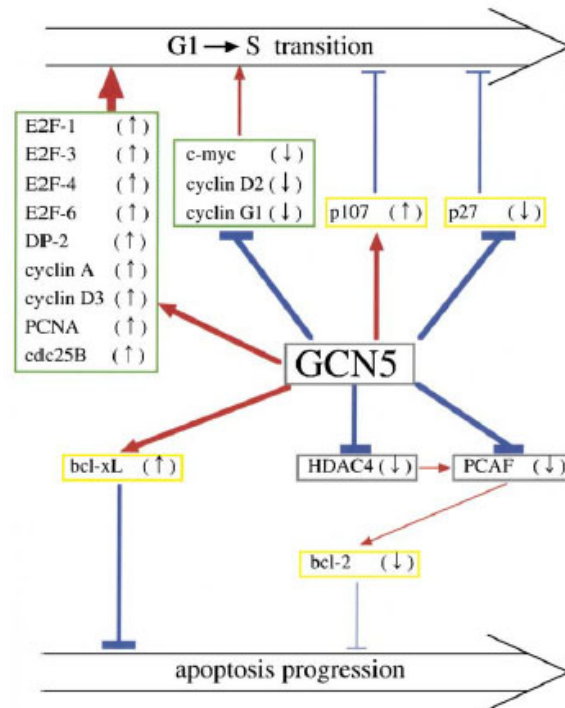 G1 → S transition
E2F-1 (↑)
E2F-3 (↑)
E2F-4 (↑)
E2F-6 (↑)
DP-2 (↑)
cyclin A (↑)
cyclin D3 (↑)
PCNA (↑)
cdc25B (↑)
c-myc (↓)
cyclin D2 (↓)
cyclin G1 (↓)
p107 (↑)
p27 (↓)
GCN5
bcl-xL (↑)
HDAC4 (↓)
PCAF (↓)
bcl-2 (↓)
apoptosis progression